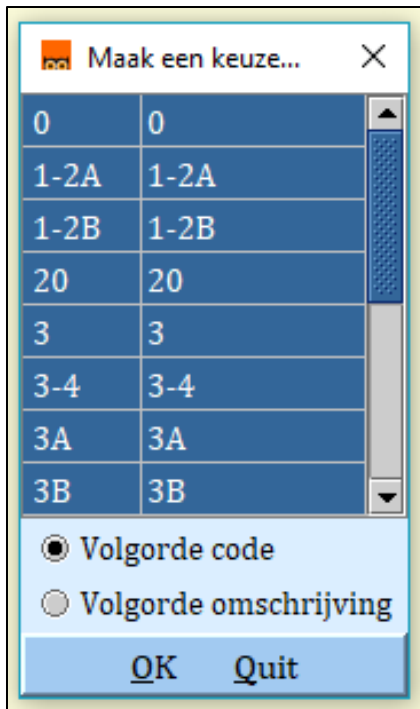 Maak een keuze...
0 0
1-2A 1-2A
1-2B 1-2B
20 20
3 3
3-4 3-4
3A 3A
3B 3B
Volgorde code
Volgorde omschrijving
OK Quit